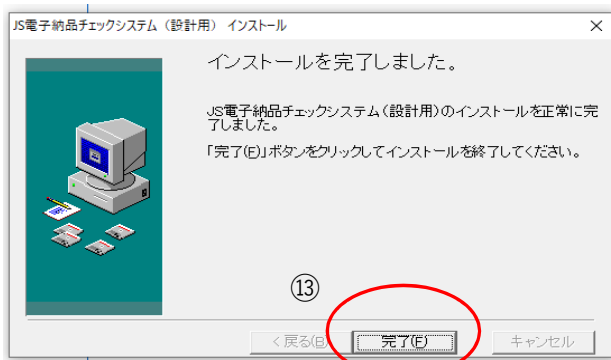 JS電子納品チェックシステム（設計用） インストール
インストールを完了しました。
JS電子納品チェックシステム(設計用)のインストールを正常に完
了しました。
「完了(F)」ボタンをクリックしてインストールを終了してください。
⑬
< 戻る(B)
完了(F)
キャンセル